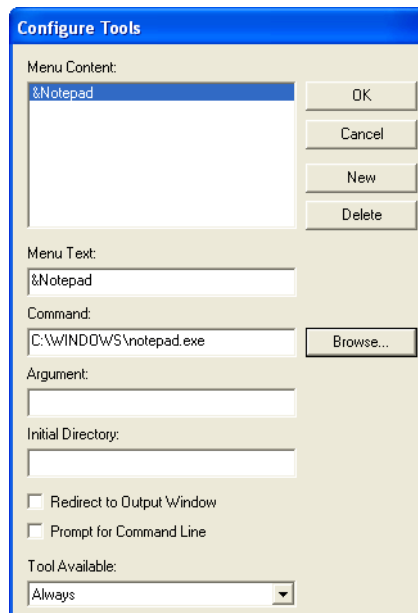 Configure Tools
Menu Content:
&Notepad
OK
Cancel
New
Delete
Menu Text:
&Notepad
Command:
C:\WINDOWS\notepad.exe
Browse...
Argument:
Initial Directory:
Redirect to Output Window
Prompt for Command Line
Tool Available:
Always